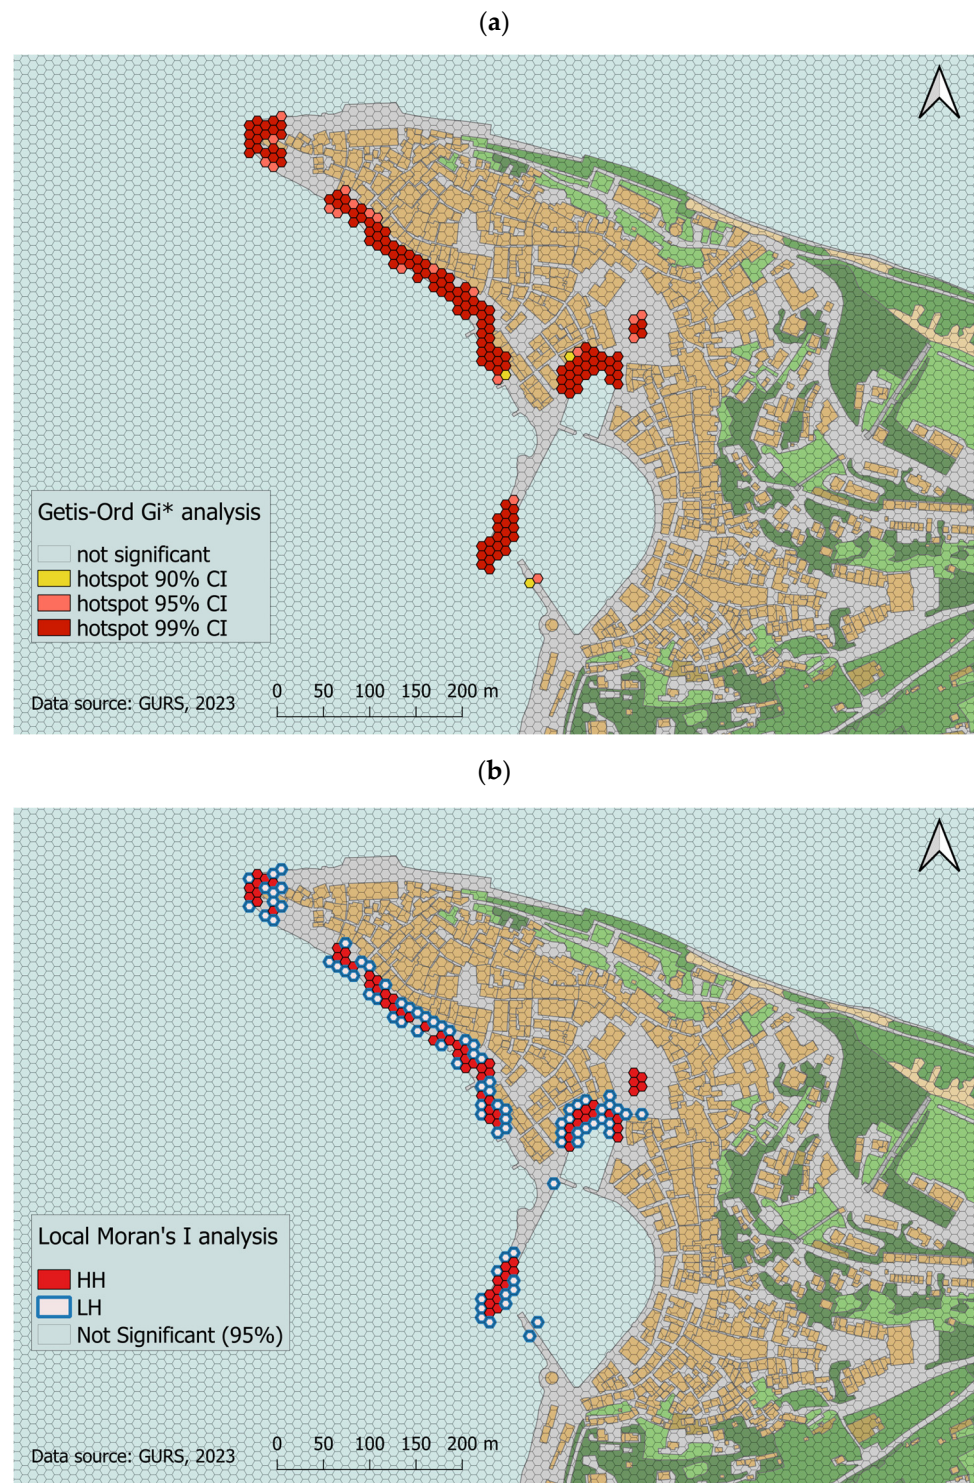 (a)
Getis-Ord Gi* analysis
not significant
hotspot 90% CI
hotspot 95% CI
hotspot 99% CI
Data source: GURS, 2023
0 50 100 150 200 m
(b)
Local Moran's I analysis
HH
LH
Not Significant (95%)
Data source: GURS, 2023
0 50 100 150 200 m